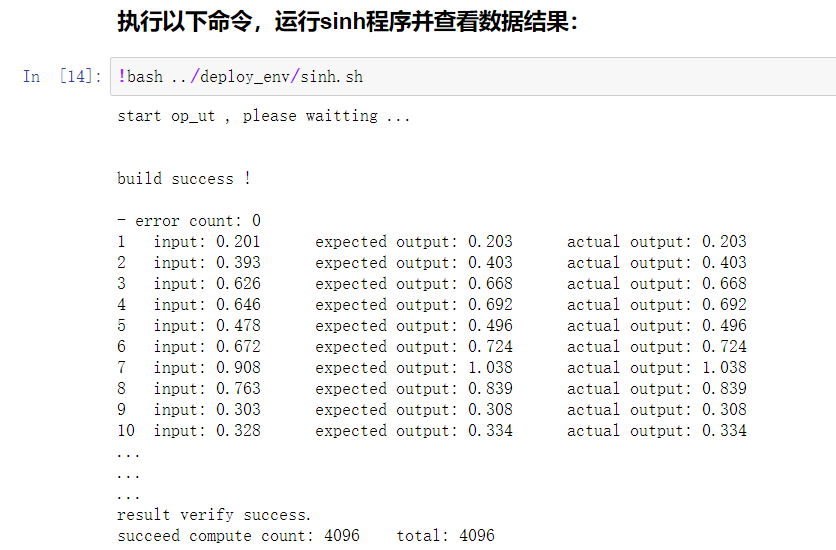 执行以下命令，运行sinh程序并查看数据结果：
In [14]: !bash ../deploy_env/sinh.sh
start op_ut , please waitting ...
build success !
- error count: 0
1 input: 0.201 expected output: 0.203 actual output: 0.203
2 input: 0.393 expected output: 0.403 actual output: 0.403
3 input: 0.626 expected output: 0.668 actual output: 0.668
4 input: 0.646 expected output: 0.692 actual output: 0.692
5 input: 0.478 expected output: 0.496 actual output: 0.496
6 input: 0.672 expected output: 0.724 actual output: 0.724
7 input: 0.908 expected output: 1.038 actual output: 1.038
8 input: 0.763 expected output: 0.839 actual output: 0.839
9 input: 0.303 expected output: 0.308 actual output: 0.308
10 input: 0.328 expected output: 0.334 actual output: 0.334
...
...
...
result verify success.
succeed compute count: 4096 total: 4096